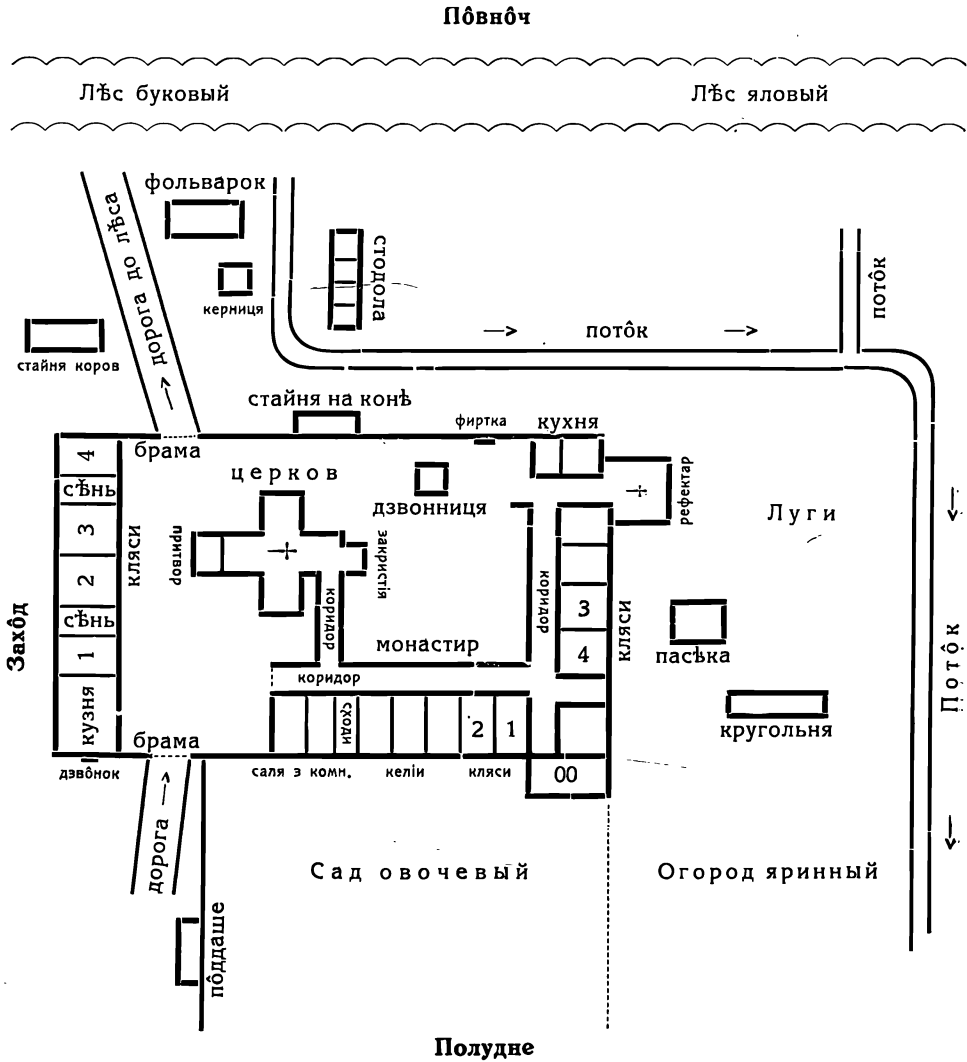 Пôвнôч
Лѣс буковый
Лѣс яловый
фольварок
дорога до лѣса
стодола
керниця
потôк
потôк
стайня коров
стайня на конѣ
фиртка
кухня
брама
церков
дзвонниця
рефектар
Луги
4
сѣнь
3
2
сѣнь
1
кузня
кляси
притвор
закристія
коридор
коридор
3
4
кляси
Захôд
монастир
пасѣка
коридор
Потôк
сходи
2
1
кругольня
брама
дзвôнок
саля з комн.
келіи
кляси
00
дорога
Сад овочевый
Огород яринный
пôддаше
Полудне